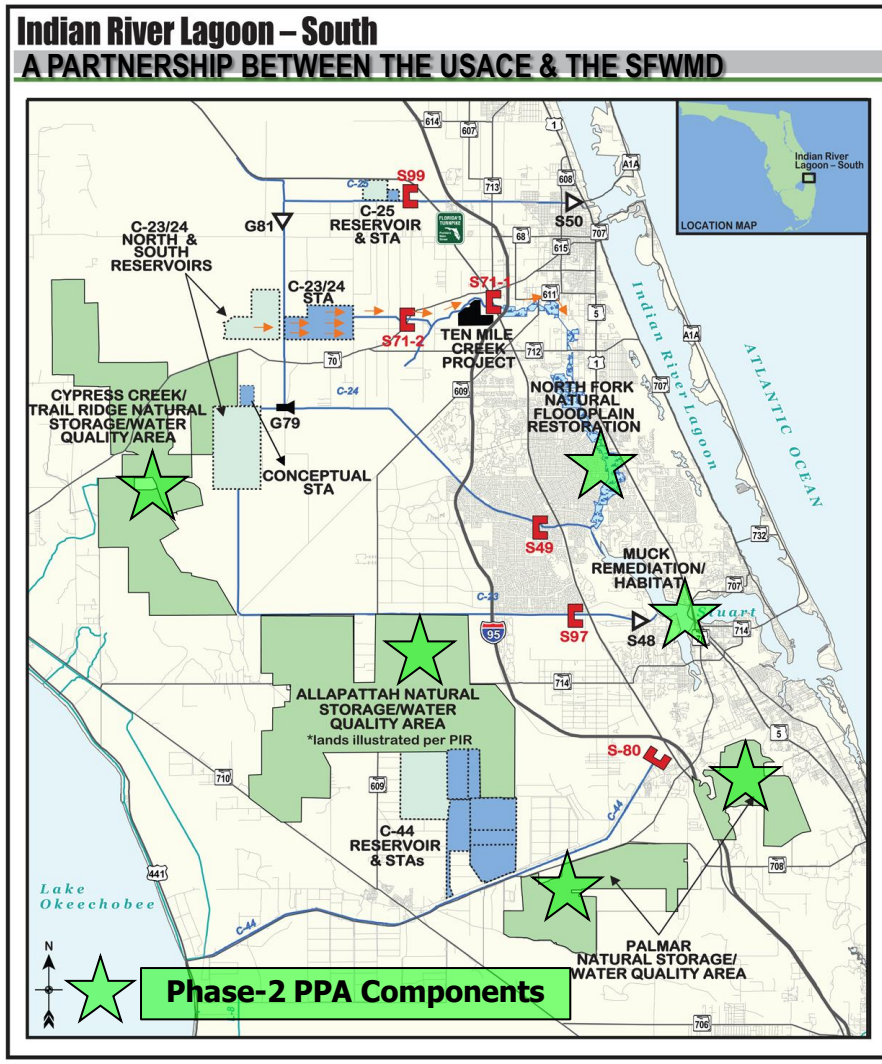 Indian River Lagoon – South
A PARTNERSHIP BETWEEN THE USACE & THE SFWMD
614
607
1
A1A
Indian River
Lagoon – South
LOCATION MAP
C-25
S99
713
608
G81
C-25
RESERVOIR
& STA
FLORIDA'S
TURNPIKE
68
S50
707
615
C-23/24
NORTH &
SOUTH
RESERVOIRS
C-23/24
STA
S71-1
611
S71-2
TEN MILE
CREEK
PROJECT
5
Indian River Lagoon
A1A
ATLANTIC OCEAN
70
712
1
609
707
CYPRESS CREEK/
TRAIL RIDGE NATURAL
STORAGE/WATER
QUALITY AREA
C-24
NORTH FORK
NATURAL
FLOODPLAIN
RESTORATION
G79
CONCEPTUAL
STA
S49
732
MUCK
REMEDIATION/
HABITAT
707
C-23
S97
S48
Stuart
714
95
714
ALLAPATTAH NATURAL
STORAGE/WATER
QUALITY AREA
*lands illustrated per PIR
5
S-80
710
609
C-44
RESERVOIR
& STAs
C-44
708
441
Lake
Okeechobee
C-44
PALMAR
NATURAL STORAGE/
WATER QUALITY AREA
N
Phase-2 PPA Components
706